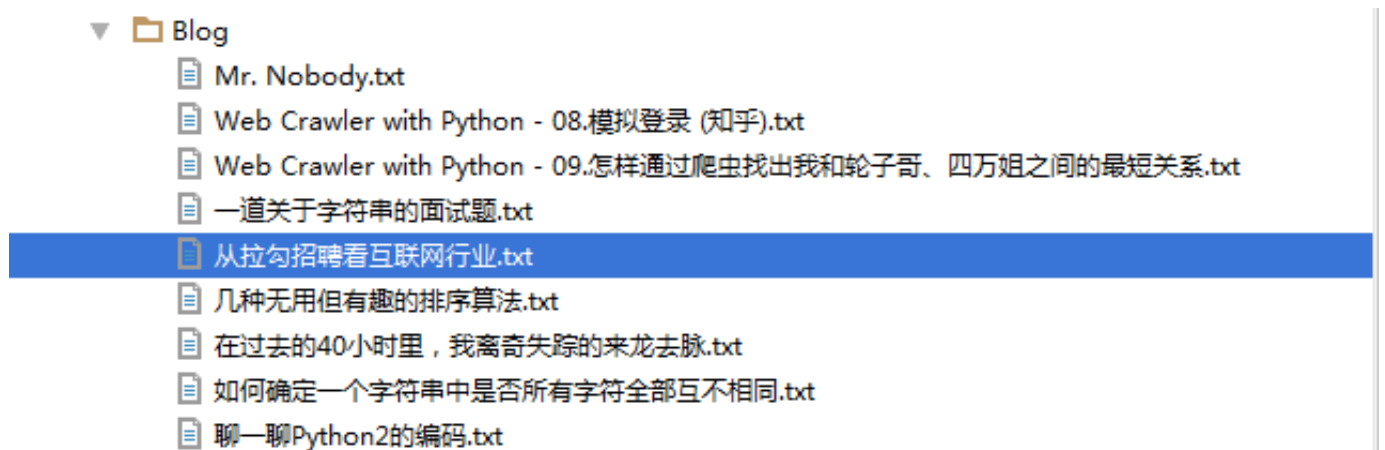 Blog
Mr. Nobody.txt
Web Crawler with Python - 08.模拟登录 (知乎).txt
Web Crawler with Python - 09.怎样通过爬虫找出我和轮子哥、四万姐之间的最短关系.txt
一道关于字符串的面试题.txt
从拉勾招聘看互联网行业.txt
几种无用但有趣的排序算法.txt
在过去的40小时里，我离奇失踪的来龙去脉.txt
如何确定一个字符串中是否所有字符全部互不相同.txt
聊一聊Python2的编码.txt